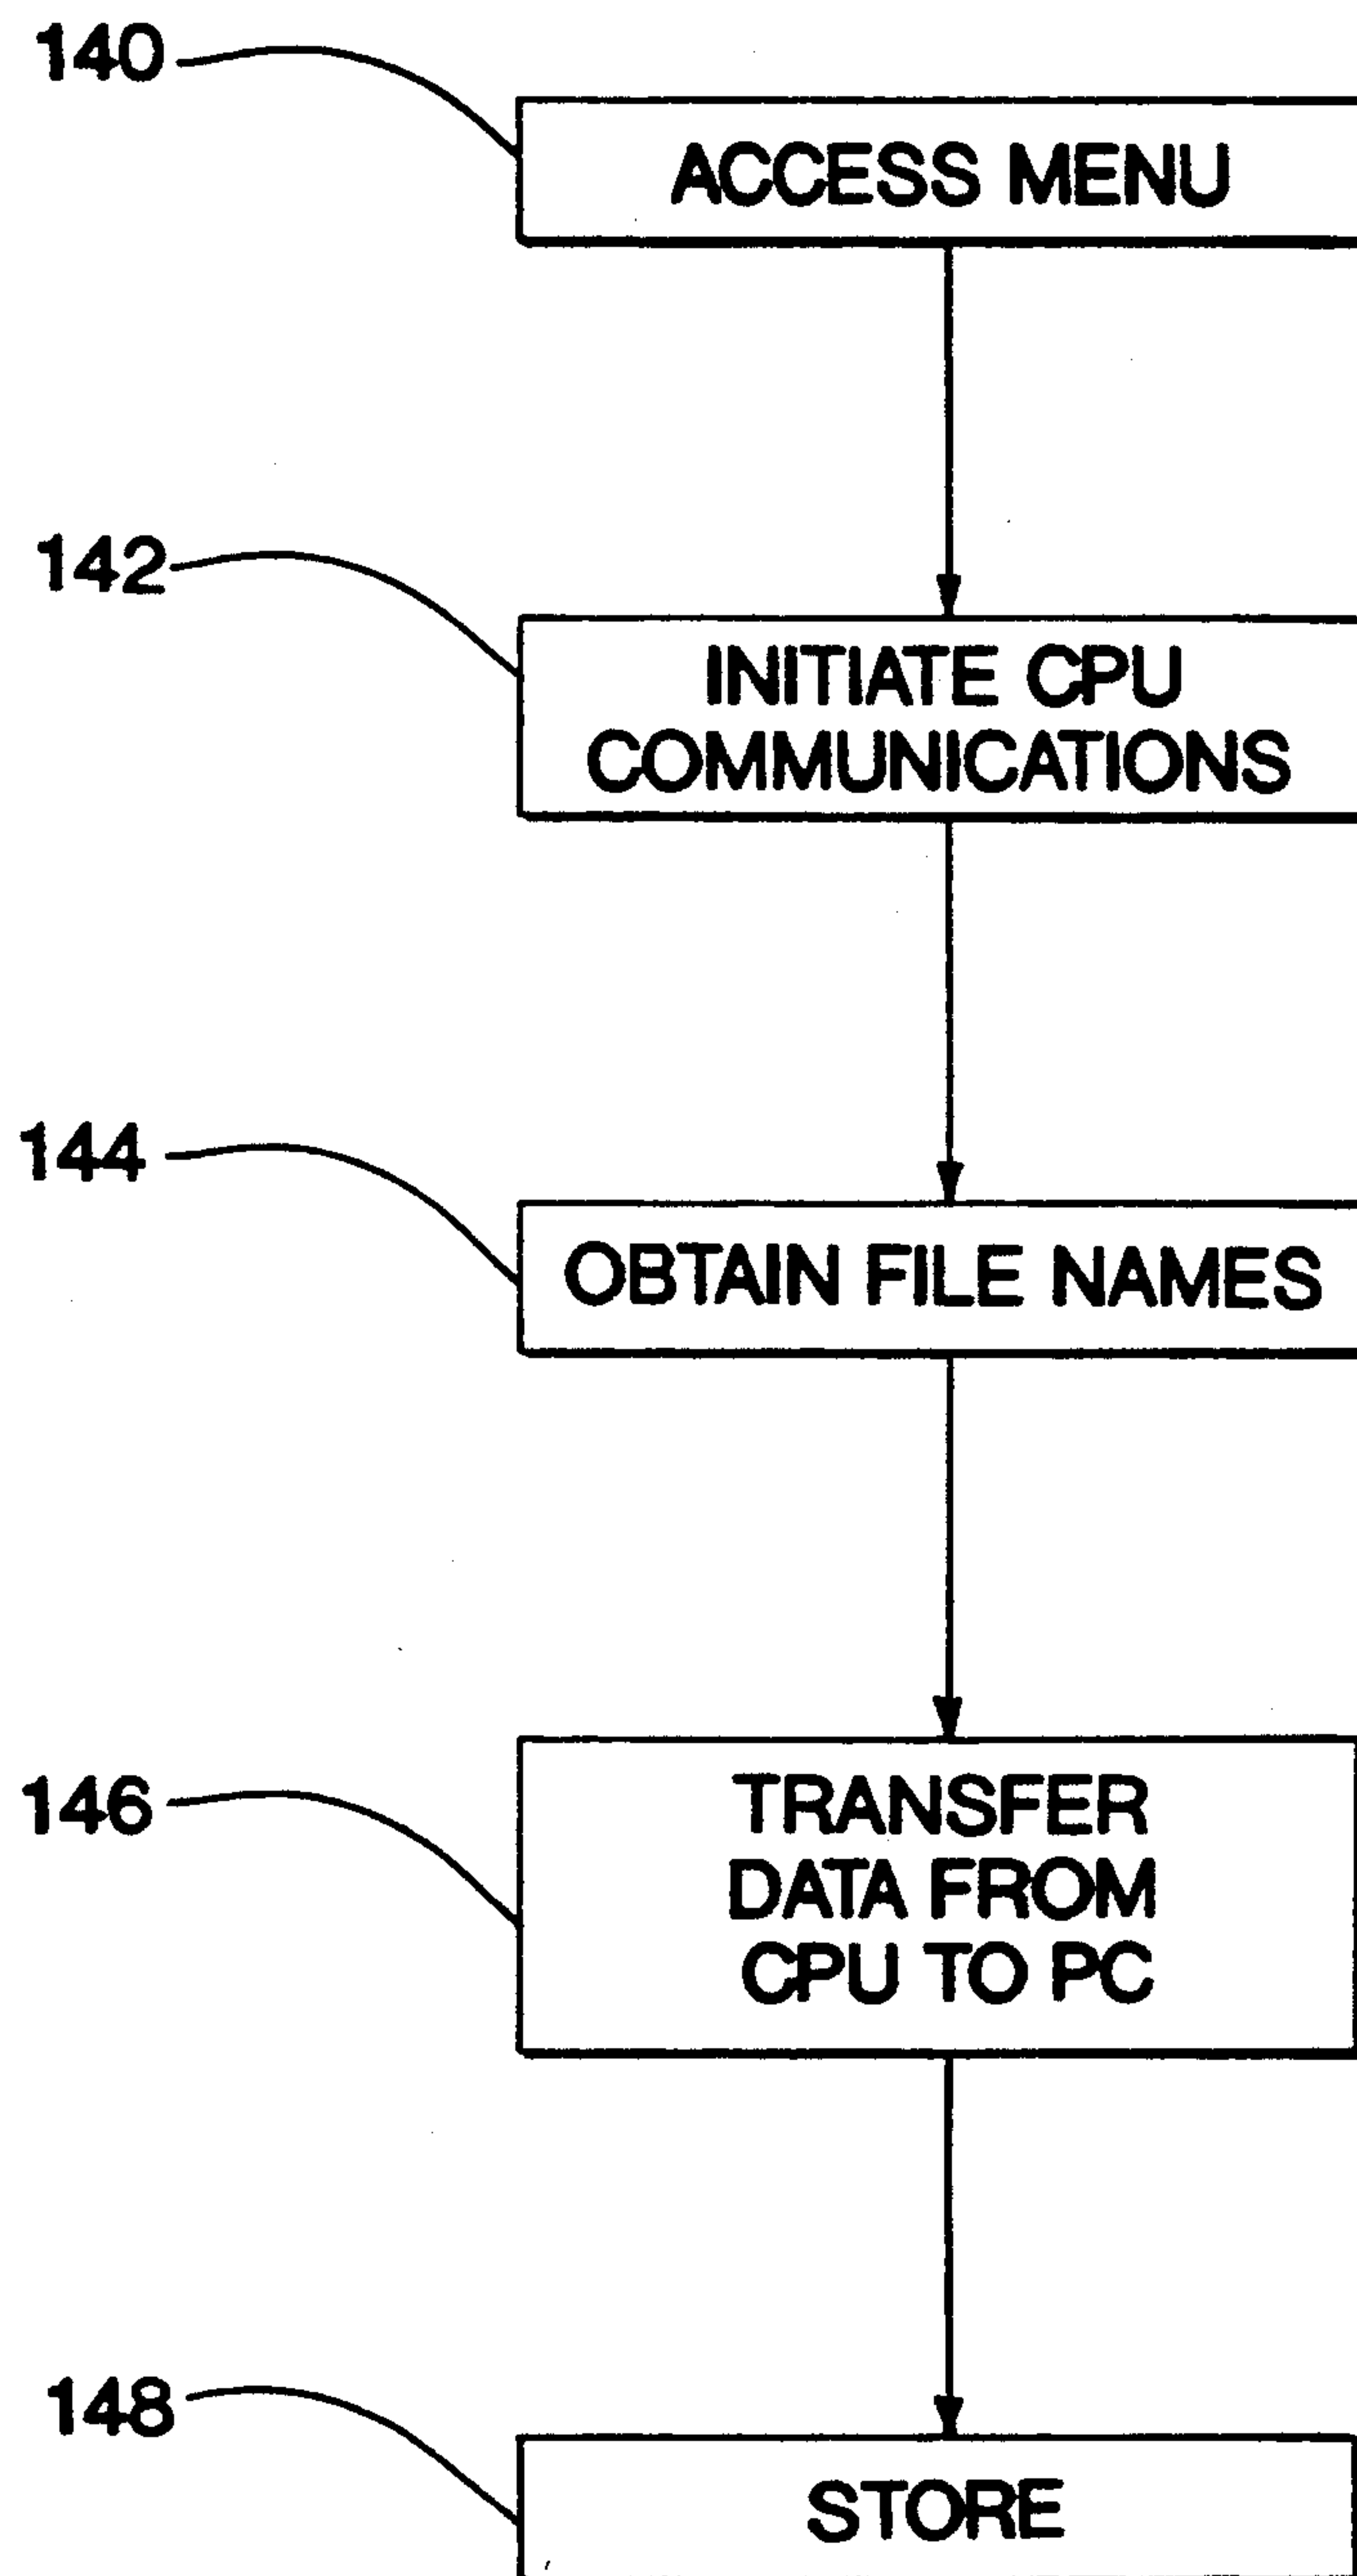 140
ACCESS MENU
142
INITIATE CPU
COMMUNICATIONS
144
OBTAIN FILE NAMES
146
TRANSFER
DATA FROM
CPU TO PC
148
STORE